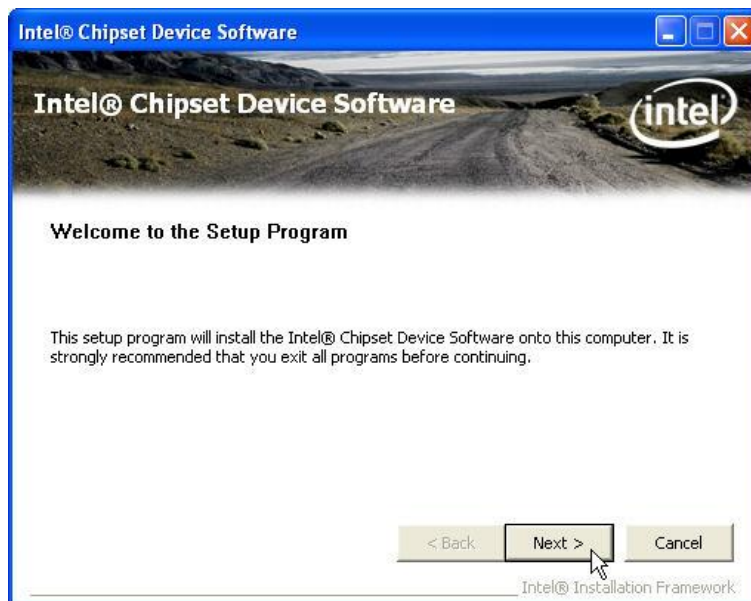 Intel® Chipset Device Software
Intel® Chipset Device Software
intel
Welcome to the Setup Program
This setup program will install the Intel® Chipset Device Software onto this computer. It is
strongly recommended that you exit all programs before continuing.
< Back Next > Cancel
Intel® Installation Framework